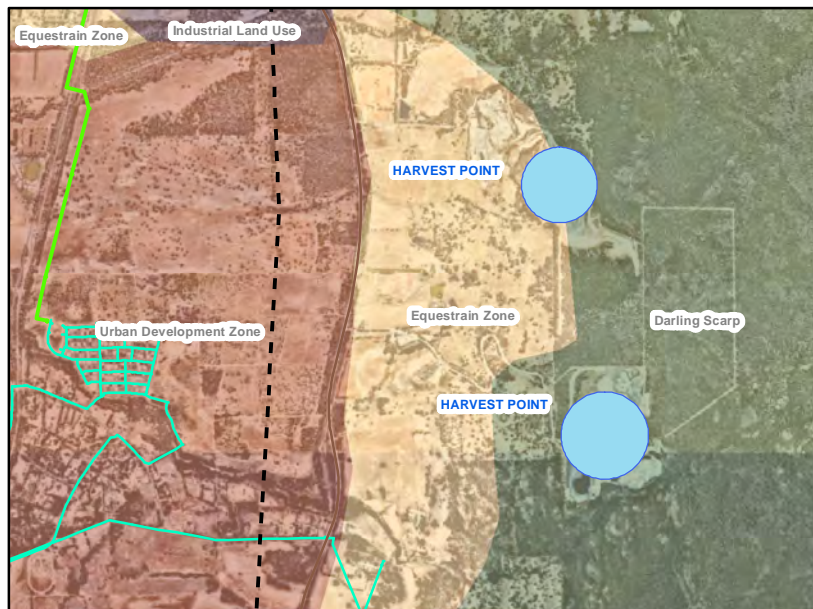 Equestrain Zone
Industrial Land Use
HARVEST POINT
Urban Development Zone
Equestrain Zone
Darling Scarp
HARVEST POINT